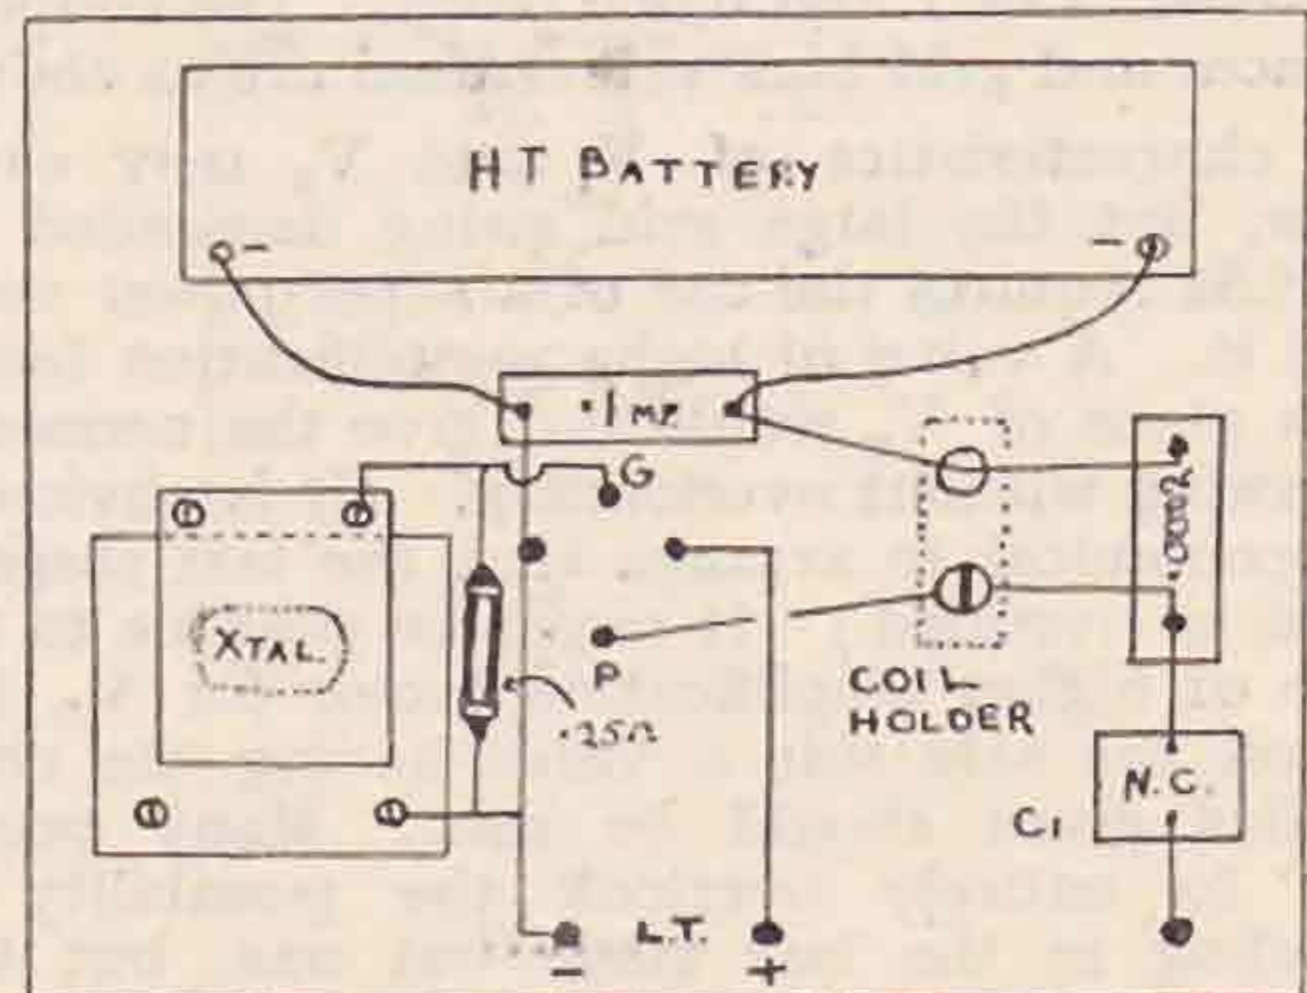 HT BATTERY
- -
·1 MF
G
·0002
XTAL.
P
·25Ω
COIL
HOLDER
N.C.
C1
L.T.
- +